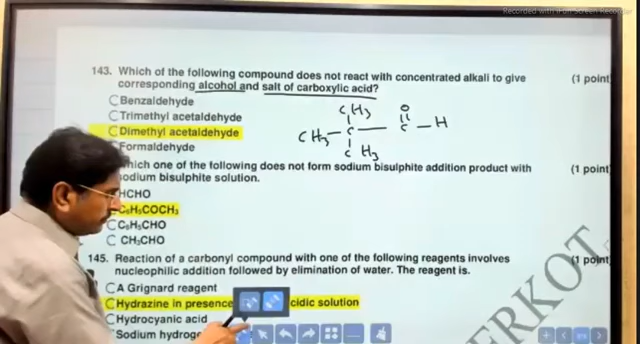 Recorded with iFun Screen Recorder
143. Which of the following compound does not react with concentrated alkali to give (1 point)
corresponding alcohol and salt of carboxylic acid?
Benzaldehyde
Trimethyl acetaldehyde
Dimethyl acetaldehyde
Formaldehyde
CH3 O
CH3 - C - C - H
CH3
hich one of the following does not form sodium bisulphite addition product with (1 point)
odium bisulphite solution.
HCHO
C6H5COCH3
C6H5CHO
CH3CHO
145. Reaction of a carbonyl compound with one of the following reagents involves (1 point)
nucleophilic addition followed by elimination of water. The reagent is.
A Grignard reagent
Hydrazine in presence cidic solution
Hydrocyanic acid
Sodium hydrog
ERKOT